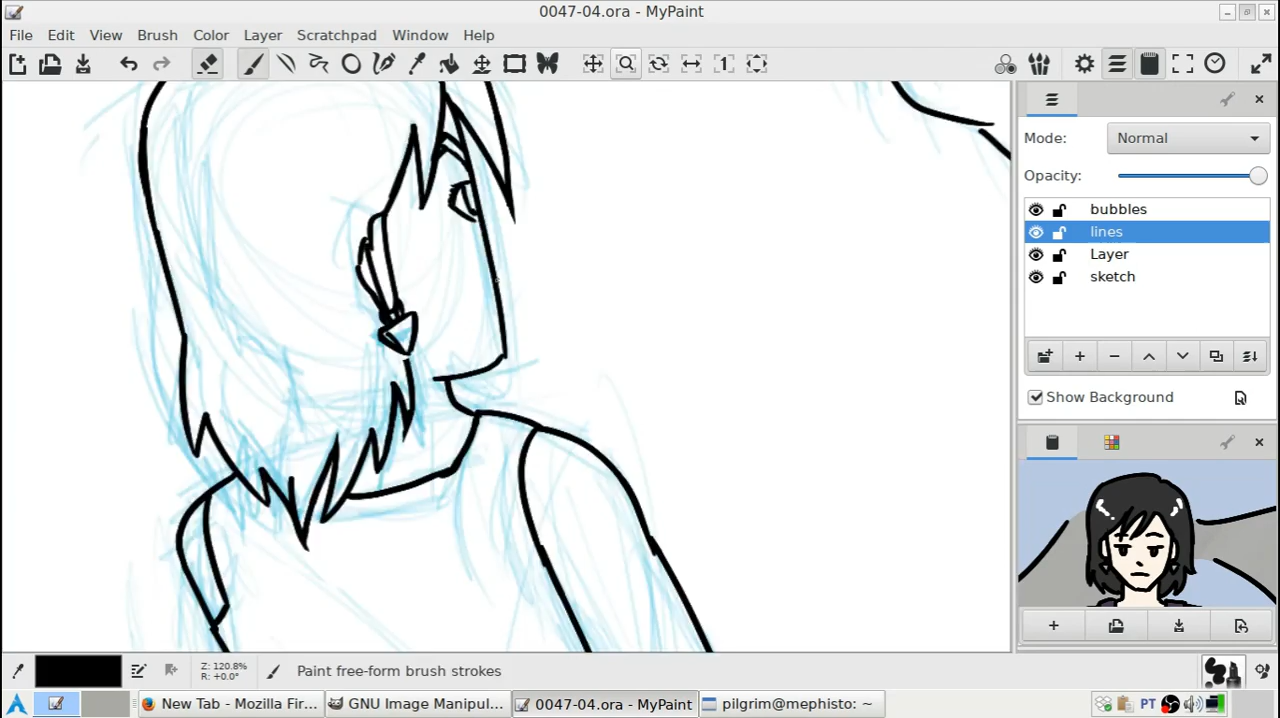 0047-04.ora - MyPaint
File Edit View Brush Color Layer Scratchpad Window Help
1
Mode: Normal
Opacity:
bubbles
lines
Layer
sketch
Show Background
Z: 120.8%
R: +0.0°
Paint free-form brush strokes
New Tab - Mozilla Fir... GNU Image Manipul... 0047-04.ora - MyPaint pilgrim@mephisto: ~ PT